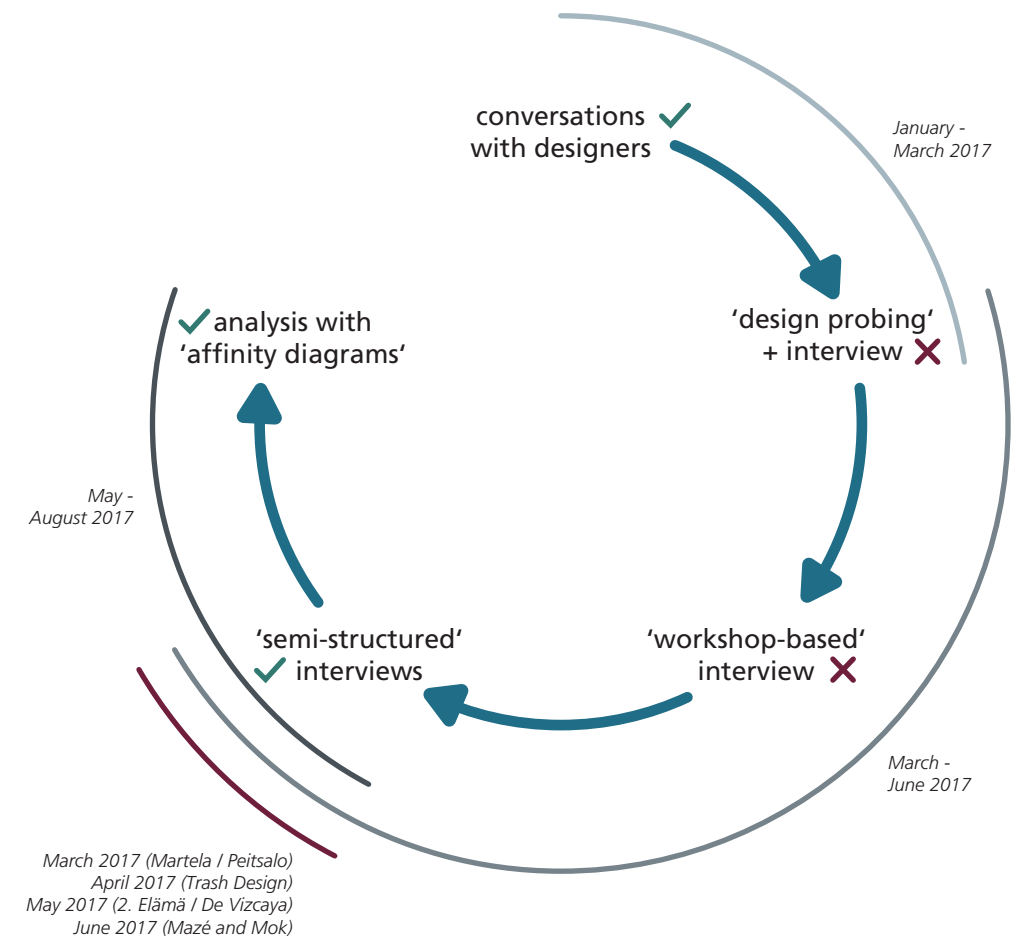 conversations
with designers
January -
March 2017
‘design probing‘
+ interview
‘workshop-based‘
interview
March -
June 2017
‘semi-structured‘
interviews
March 2017 (Martela / Peitsalo)
April 2017 (Trash Design)
May 2017 (2. Elämä / De Vizcaya)
June 2017 (Mazé and Mok)
analysis with
‘affinity diagrams‘
May -
August 2017